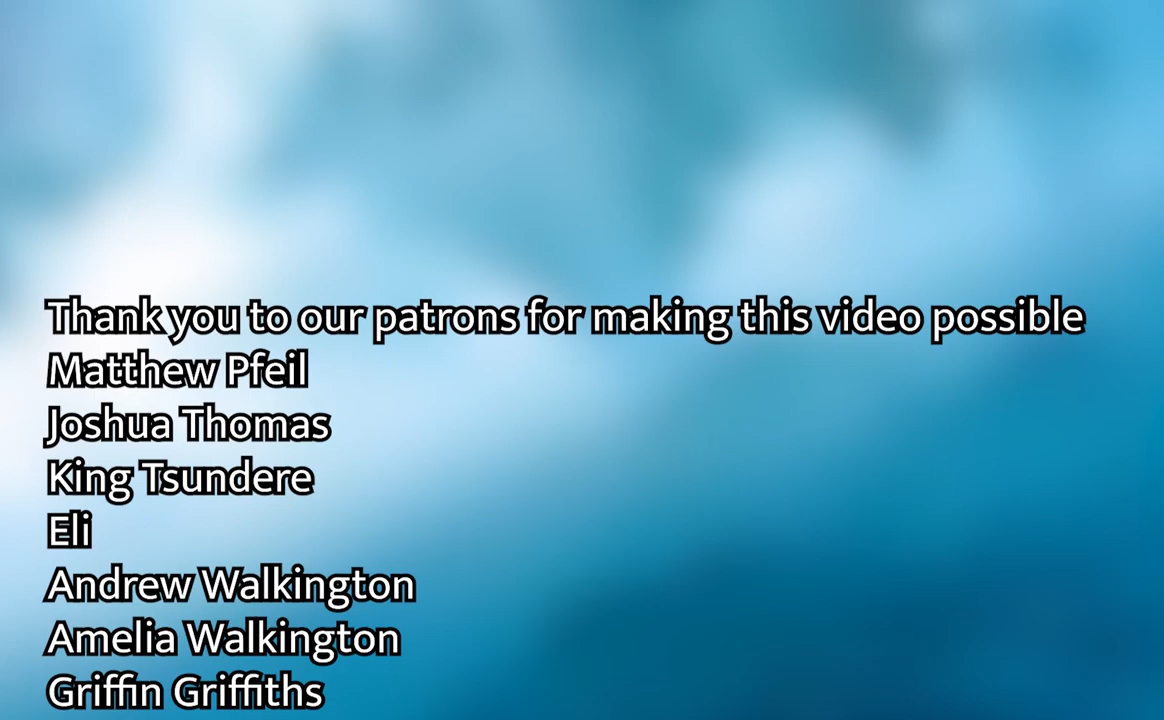 Thank you to our patrons for making this video possible
Matthew Pfeil
Joshua Thomas
King Tsundere
Eli
Andrew Walkington
Amelia Walkington
Griffin Griffiths